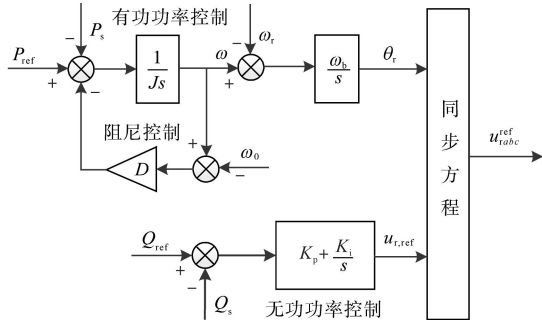 有功功率控制
P_s
−
P_ref
+
−
1/(Js)
ω
+
−
ω_r
ω_b/s
θ_r
阻尼控制
D
+
−
ω_0
同步方程
u_rabc^ref
Q_ref
+
−
Q_s
K_p + K_i/s
u_r,ref
无功功率控制